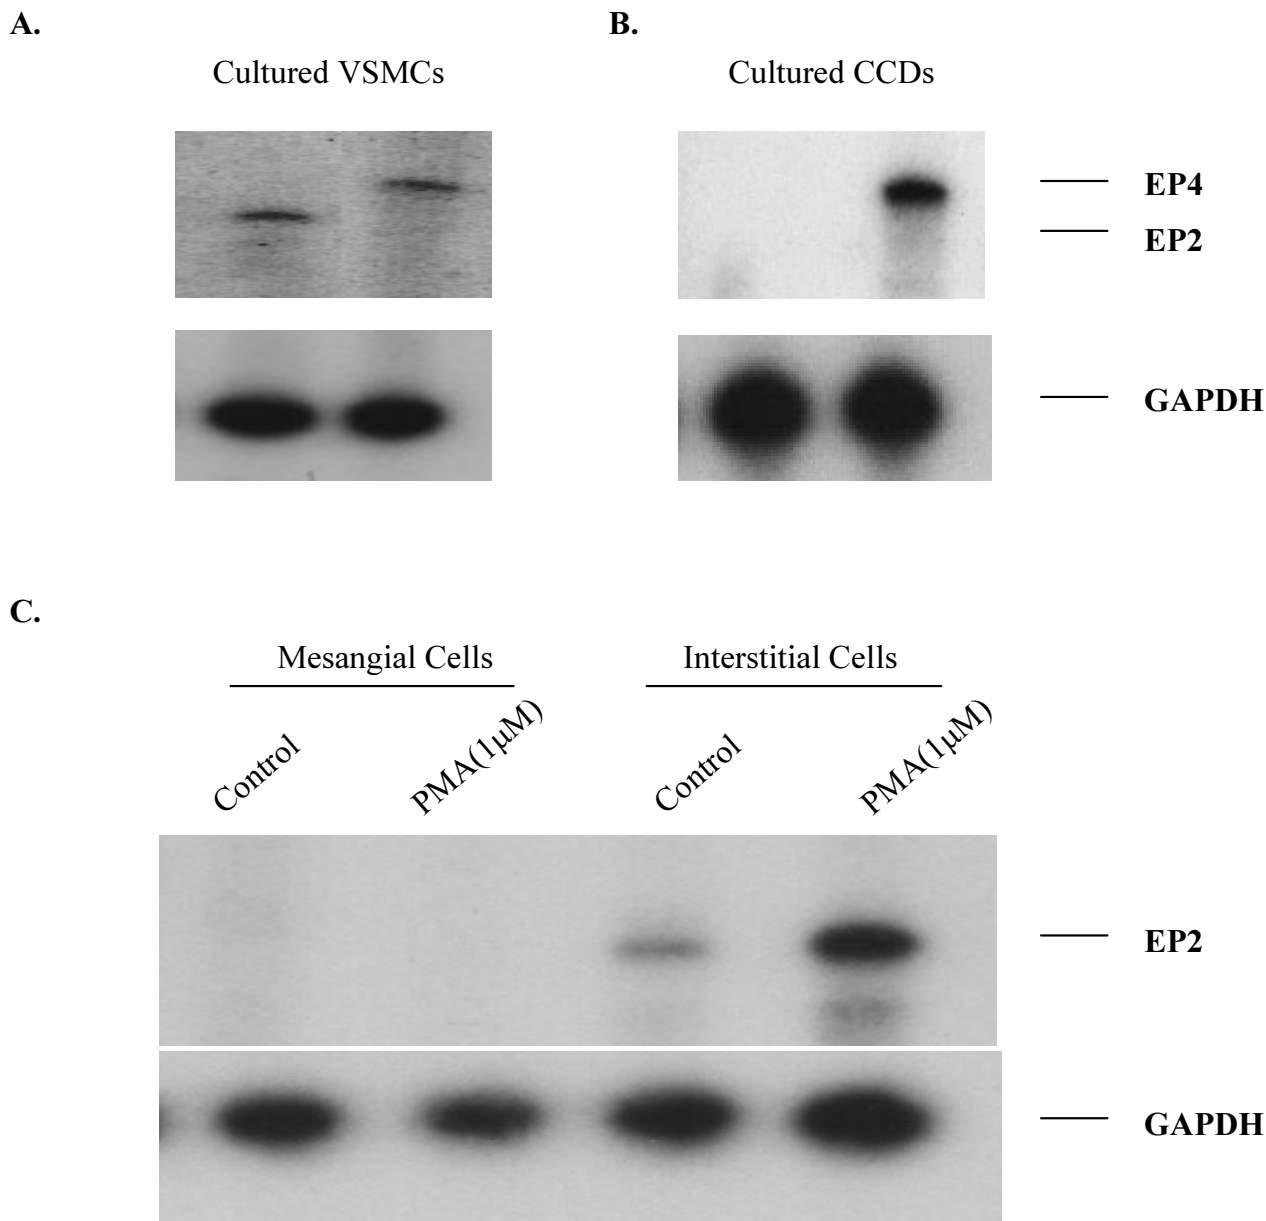 A.
B.
Cultured VSMCs
Cultured CCDs
EP4
EP2
GAPDH
C.
Mesangial Cells
Interstitial Cells
Control
PMA(1μM)
Control
PMA(1μM)
EP2
GAPDH